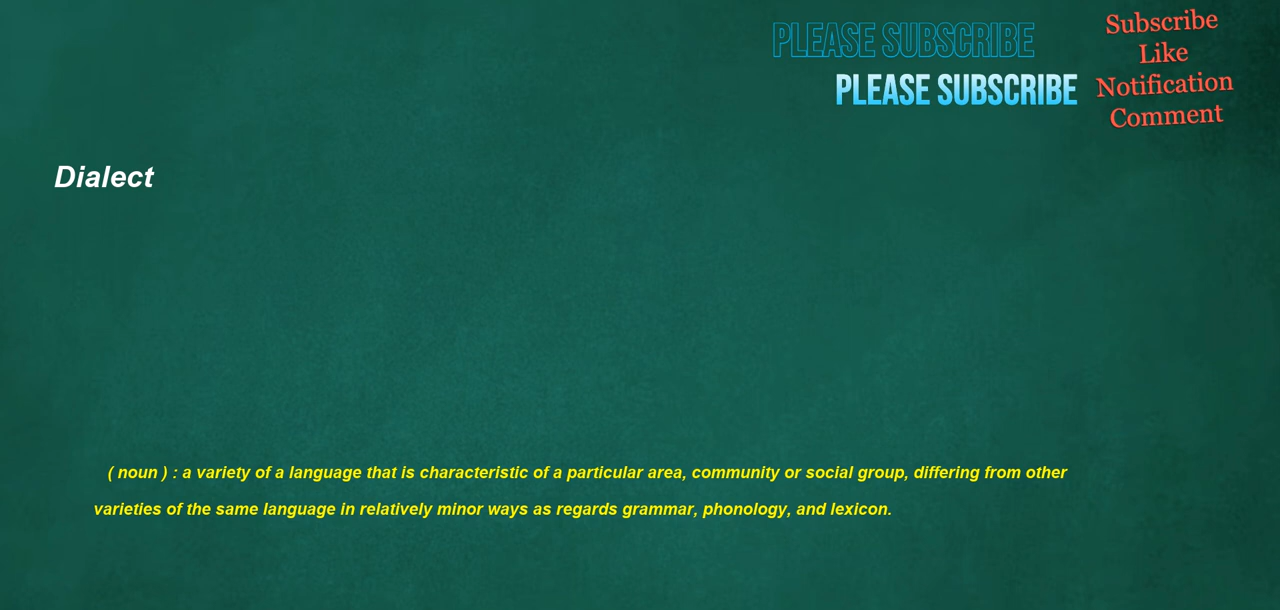 PLEASE SUBSCRIBE
PLEASE SUBSCRIBE
Subscribe
Like
Notification
Comment
Dialect
( noun ) : a variety of a language that is characteristic of a particular area, community or social group, differing from other
varieties of the same language in relatively minor ways as regards grammar, phonology, and lexicon.